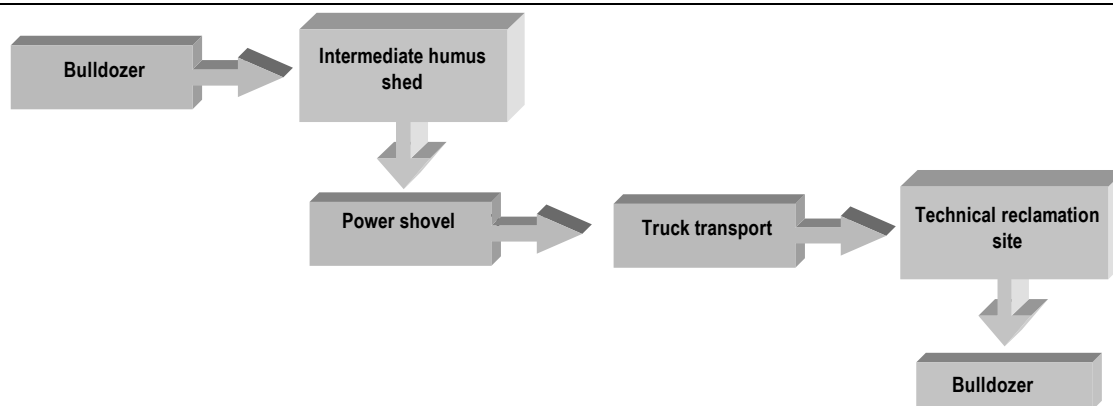 Bulldozer
Intermediate humus
shed
Power shovel
Truck transport
Technical reclamation
site
Bulldozer